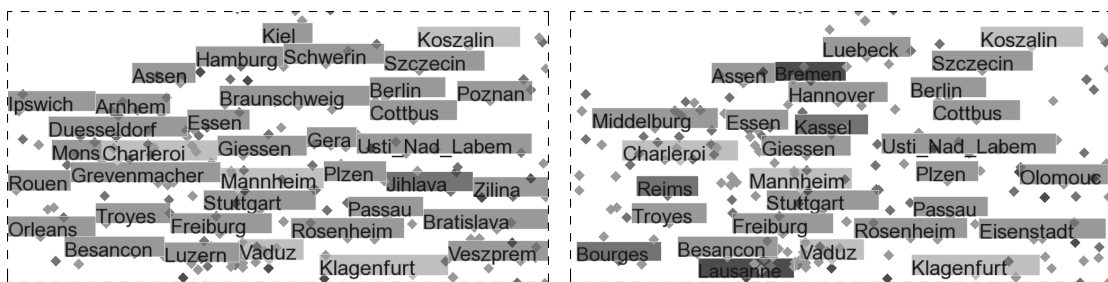 Kiel
Koszalin
Hamburg Schwerin
Szczecin
Assen
Berlin
Poznan
Ipswich Arnhem
Braunschweig
Cottbus
Duesseldorf Essen
Gera Usti_Nad_Labem
Mons Charleroi Giessen
Rouen Grevenmacher Mannheim Plzen Jihlava Zilina
Stuttgart
Troyes Passau
Orleans Freiburg Rosenheim Bratislava
Besancon Luzern Vaduz Veszprem
Klagenfurt
Luebeck Koszalin
Assen Bremen Szczecin
Hannover Berlin
Middelburg Essen Kassel Cottbus
Charleroi Giessen Usti_Nad_Labem
Reims Mannheim Plzen Olomouc
Troyes Stuttgart Passau
Freiburg Rosenheim Eisenstadt
Bourges Besancon Vaduz
Lausanne Klagenfurt